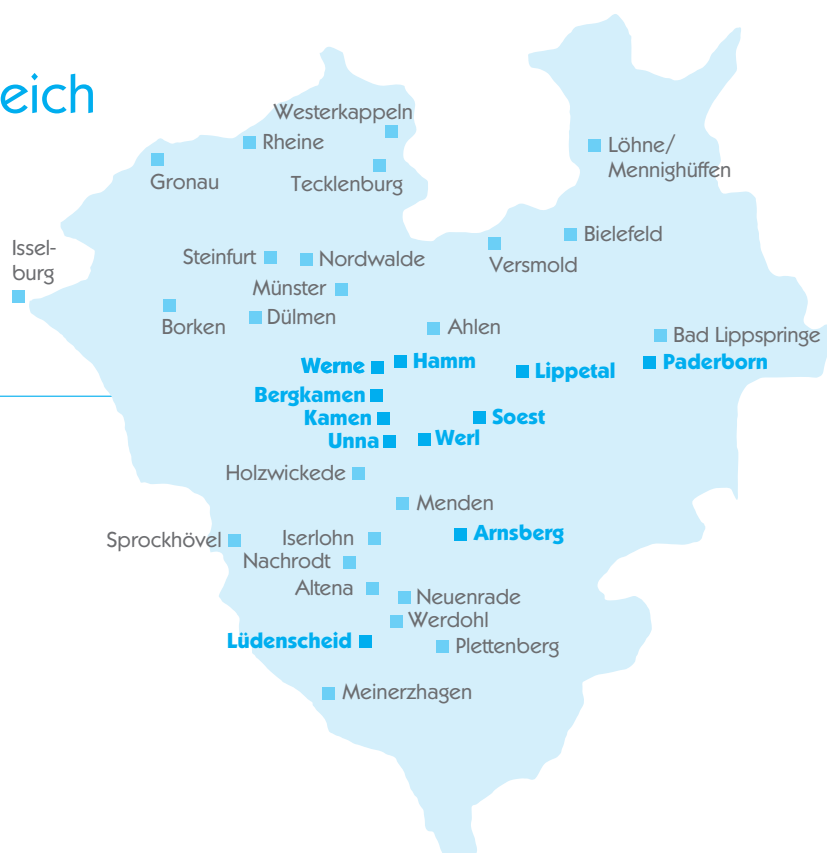 eich
Westerkappeln
Rheine
Löhne/
Mennighüffen
Gronau
Tecklenburg
Bielefeld
Issel-
burg
Steinfurt
Nordwalde
Versmold
Münster
Borken
Dülmen
Ahlen
Bad Lippspringe
Werne
Hamm
Lippetal
Paderborn
Bergkamen
Kamen
Soest
Unna
Werl
Holzwickede
Menden
Sprockhövel
Iserlohn
Arnsberg
Nachrodt
Altena
Neuenrade
Werdohl
Lüdenscheid
Plettenberg
Meinerzhagen